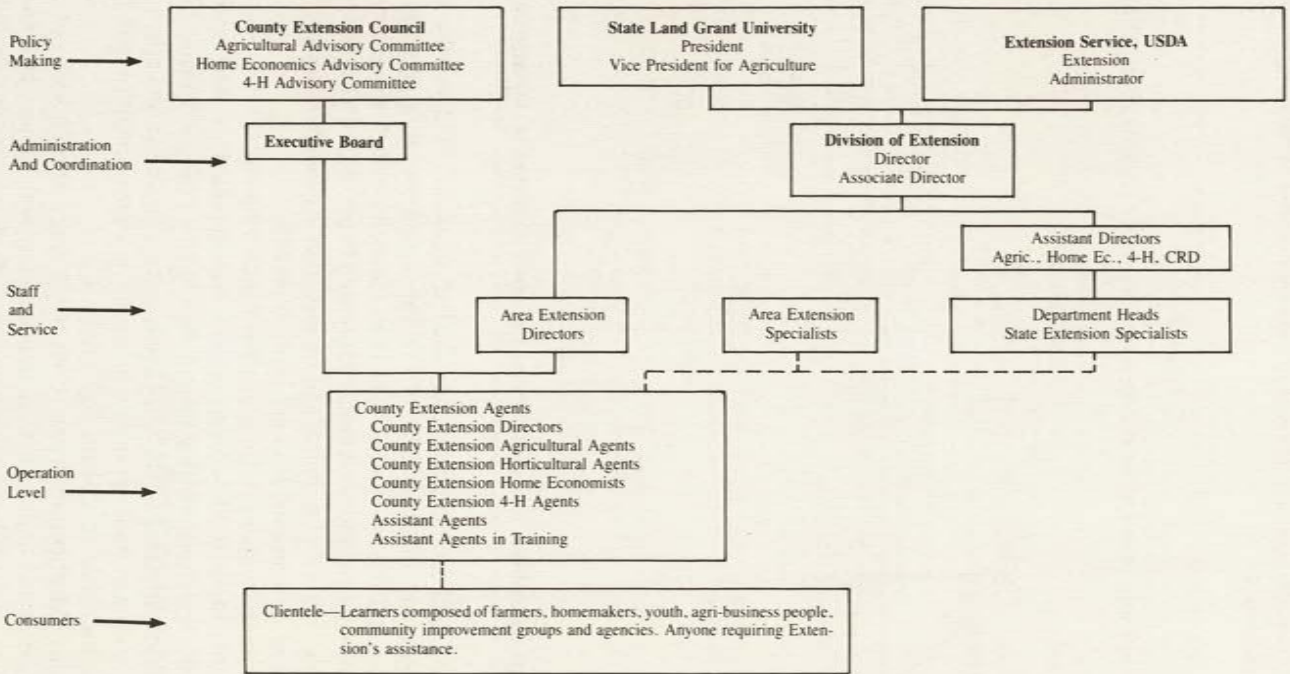 Policy
Making
County Extension Council
Agricultural Advisory Committee
Home Economics Advisory Committee
4-H Advisory Committee
State Land Grant University
President
Vice President for Agriculture
Extension Service, USDA
Extension
Administrator
Administration
And Coordination
Executive Board
Division of Extension
Director
Associate Director
Assistant Directors
Agric., Home Ec., 4-H, CRD
Staff
and
Service
Area Extension
Directors
Area Extension
Specialists
Department Heads
State Extension Specialists
Operation
Level
County Extension Agents
County Extension Directors
County Extension Agricultural Agents
County Extension Horticultural Agents
County Extension Home Economists
County Extension 4-H Agents
Assistant Agents
Assistant Agents in Training
Consumers
Clientele—Learners composed of farmers, homemakers, youth, agri-business people,
community improvement groups and agencies. Anyone requiring Exten-
sion's assistance.